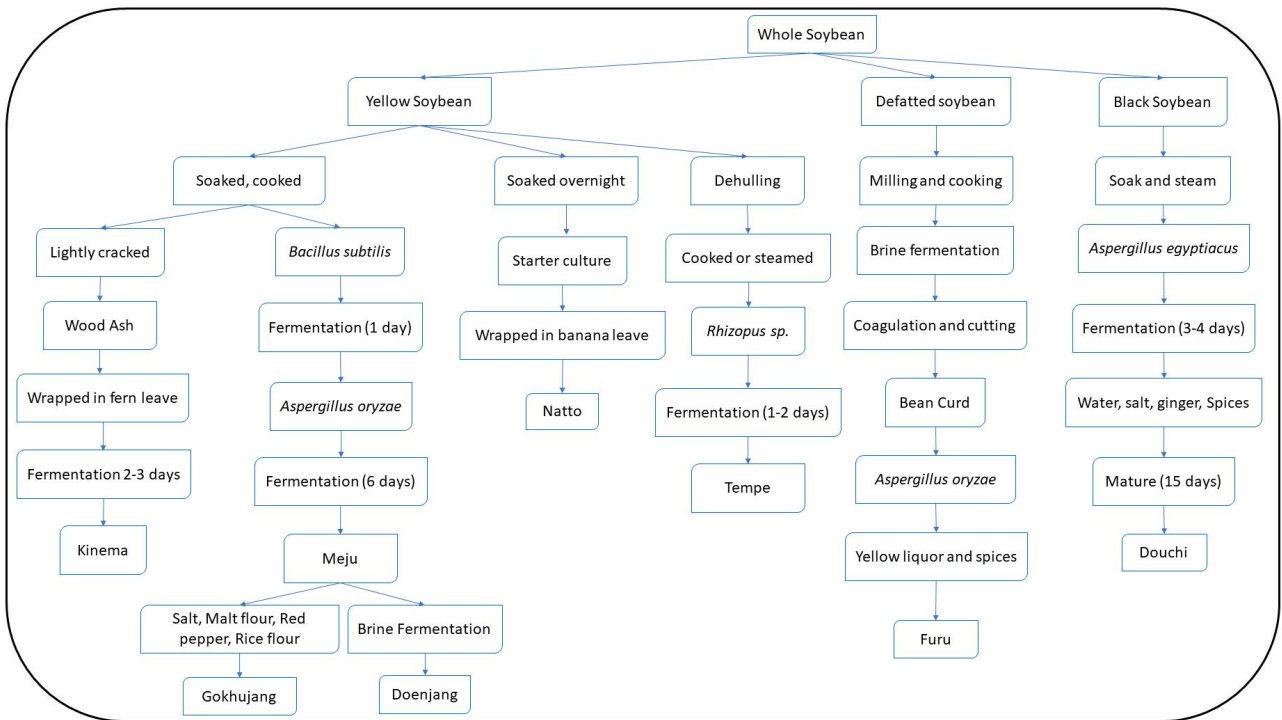 Whole Soybean
Yellow Soybean
Defatted soybean
Black Soybean
Soaked, cooked
Soaked overnight
Dehulling
Milling and cooking
Soak and steam
Lightly cracked
Bacillus subtilis
Starter culture
Cooked or steamed
Brine fermentation
Aspergillus egyptiacus
Wood Ash
Fermentation (1 day)
Wrapped in banana leave
Rhizopus sp.
Coagulation and cutting
Fermentation (3-4 days)
Wrapped in fern leave
Aspergillus oryzae
Natto
Fermentation (1-2 days)
Bean Curd
Water, salt, ginger, Spices
Fermentation 2-3 days
Fermentation (6 days)
Tempe
Aspergillus oryzae
Mature (15 days)
Kinema
Meju
Yellow liquor and spices
Douchi
Salt, Malt flour, Red
pepper, Rice flour
Brine Fermentation
Furu
Gokhujang
Doenjang